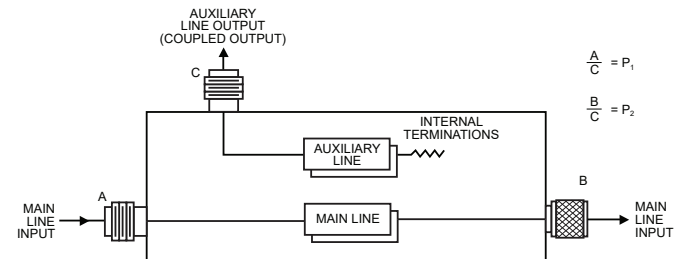 AUXILIARY
LINE OUTPUT
(COUPLED OUTPUT)
C
A
C
= P₁
B
C
= P₂
INTERNAL
TERMINATIONS
AUXILIARY
LINE
A
B
MAIN
LINE
INPUT
MAIN LINE
MAIN
LINE
INPUT